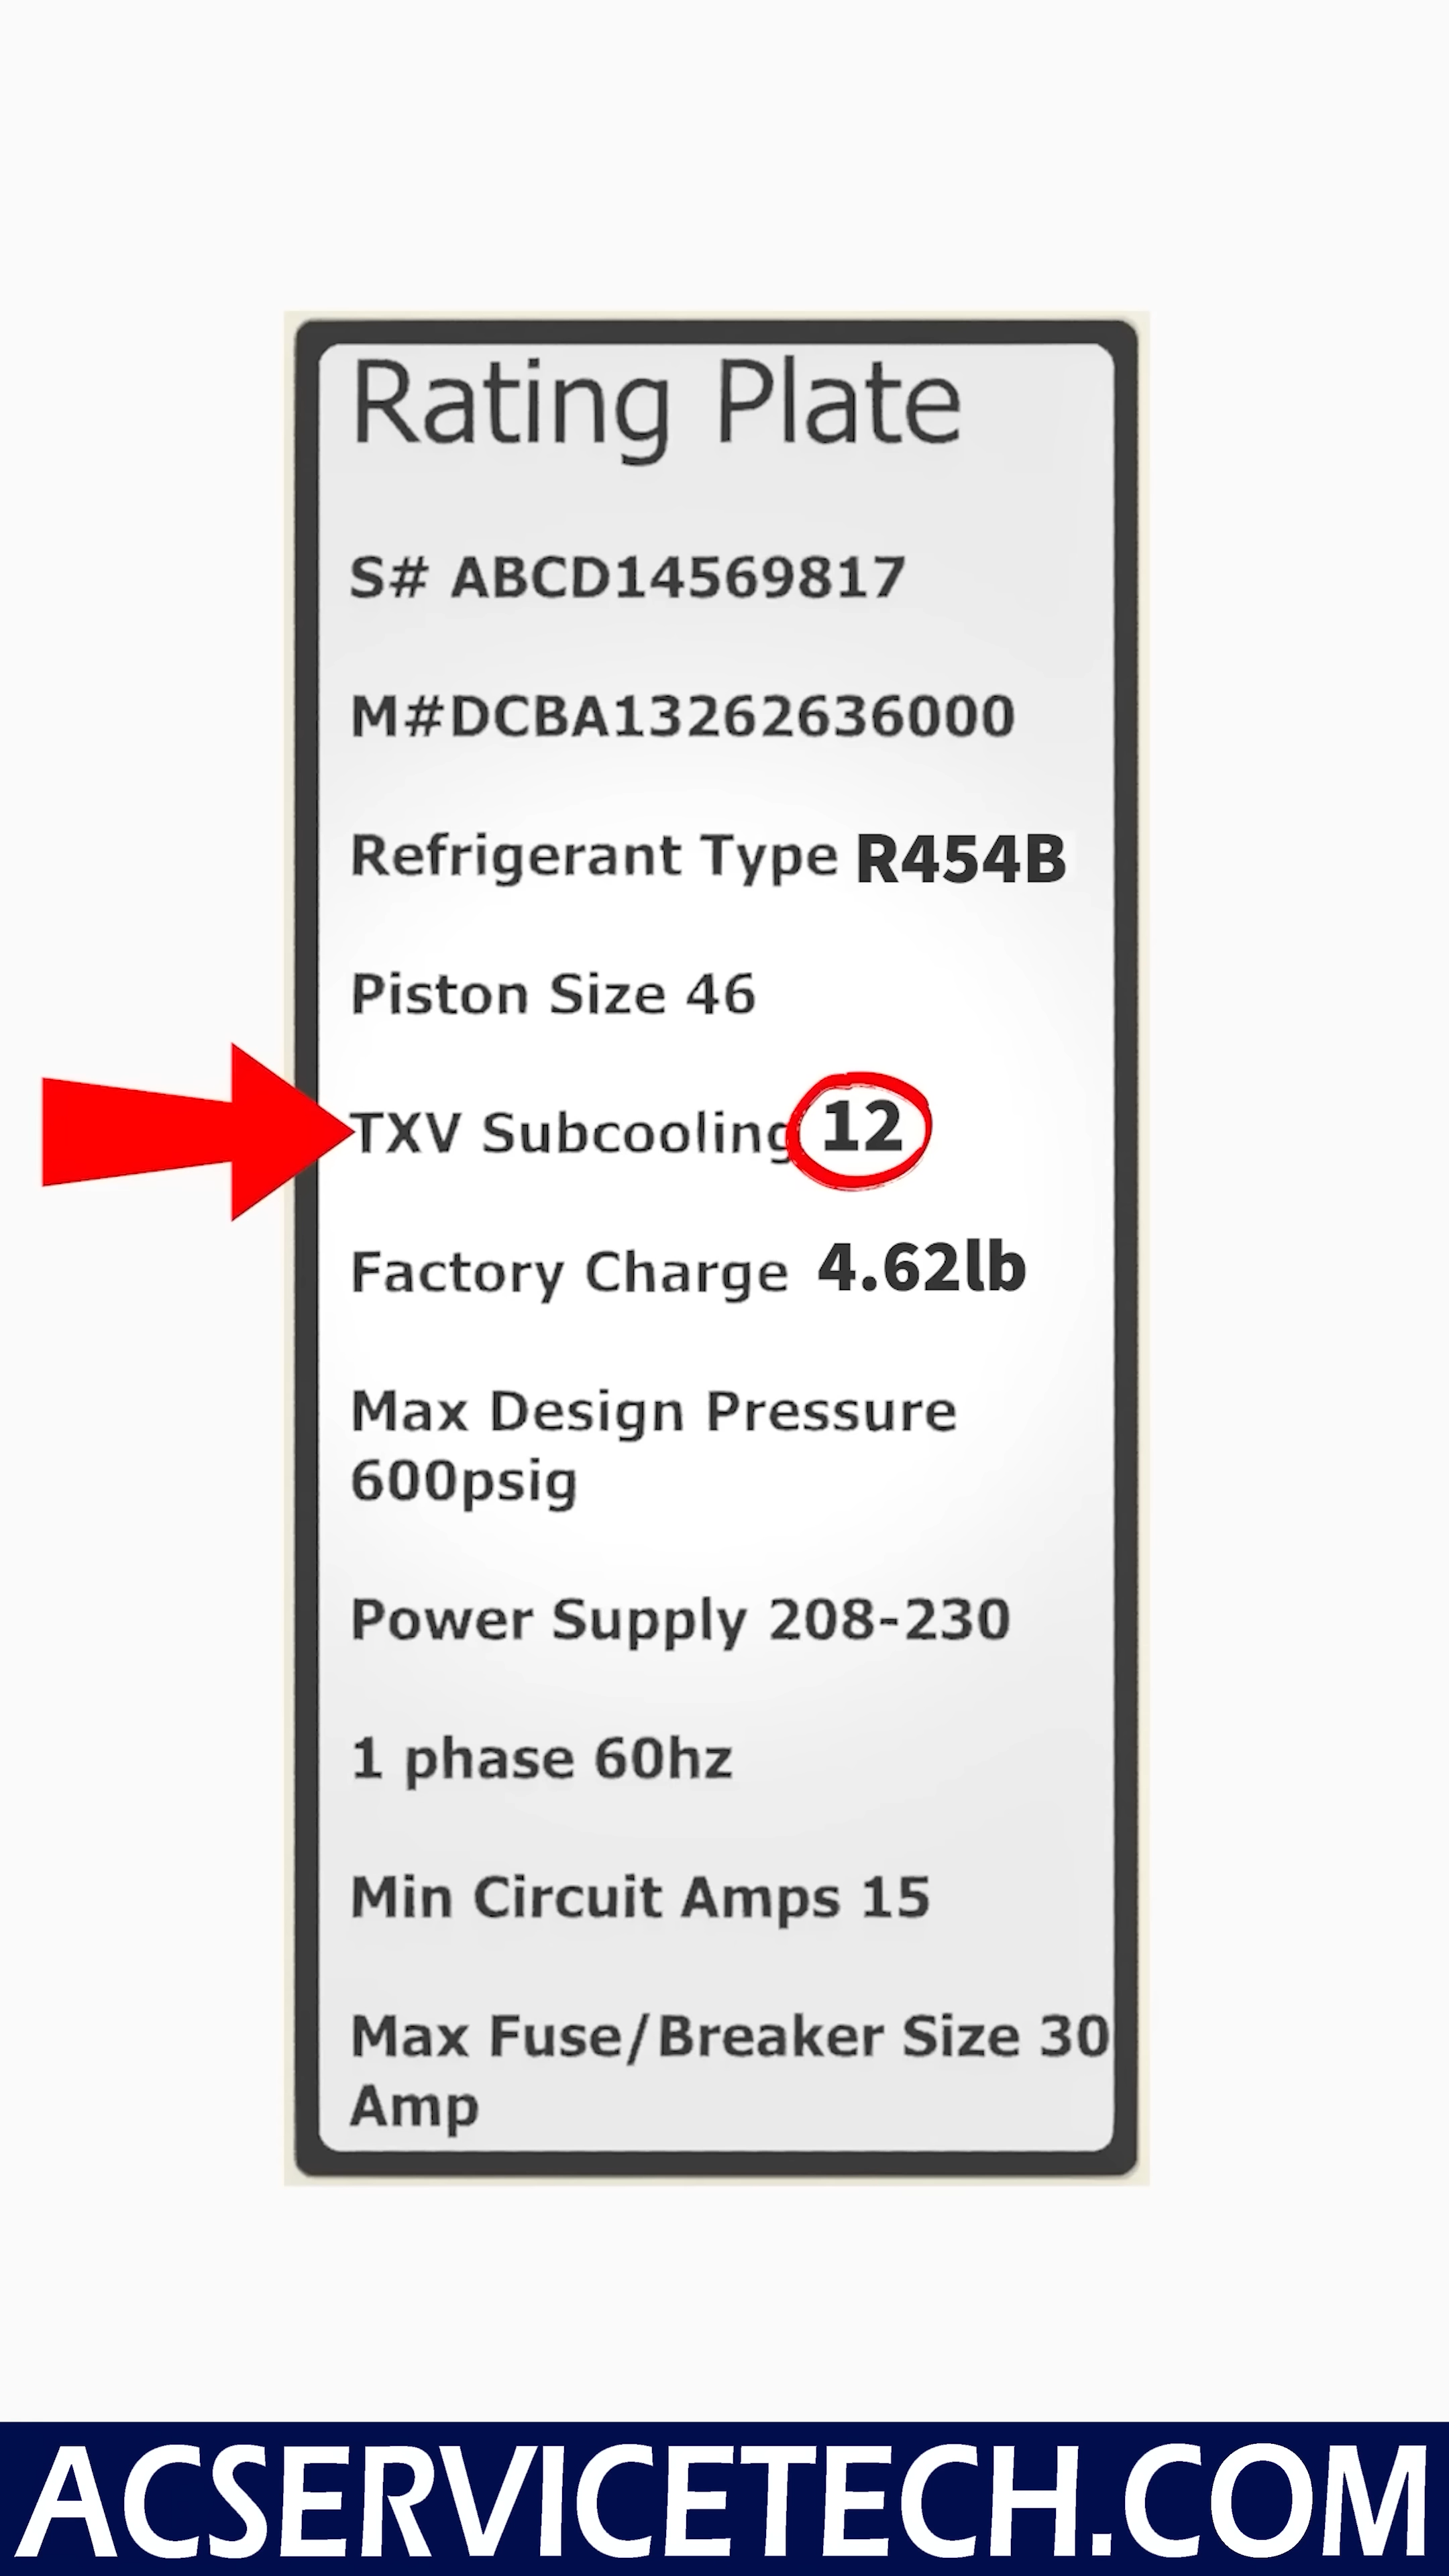 Rating Plate
S# ABCD14569817
M#DCBA13262636000
Refrigerant Type R454B
Piston Size 46
TXV Subcooling 12
Factory Charge 4.62lb
Max Design Pressure
600psig
Power Supply 208-230
1 phase 60hz
Min Circuit Amps 15
Max Fuse/Breaker Size 30
Amp
ACSERVICETECH.COM